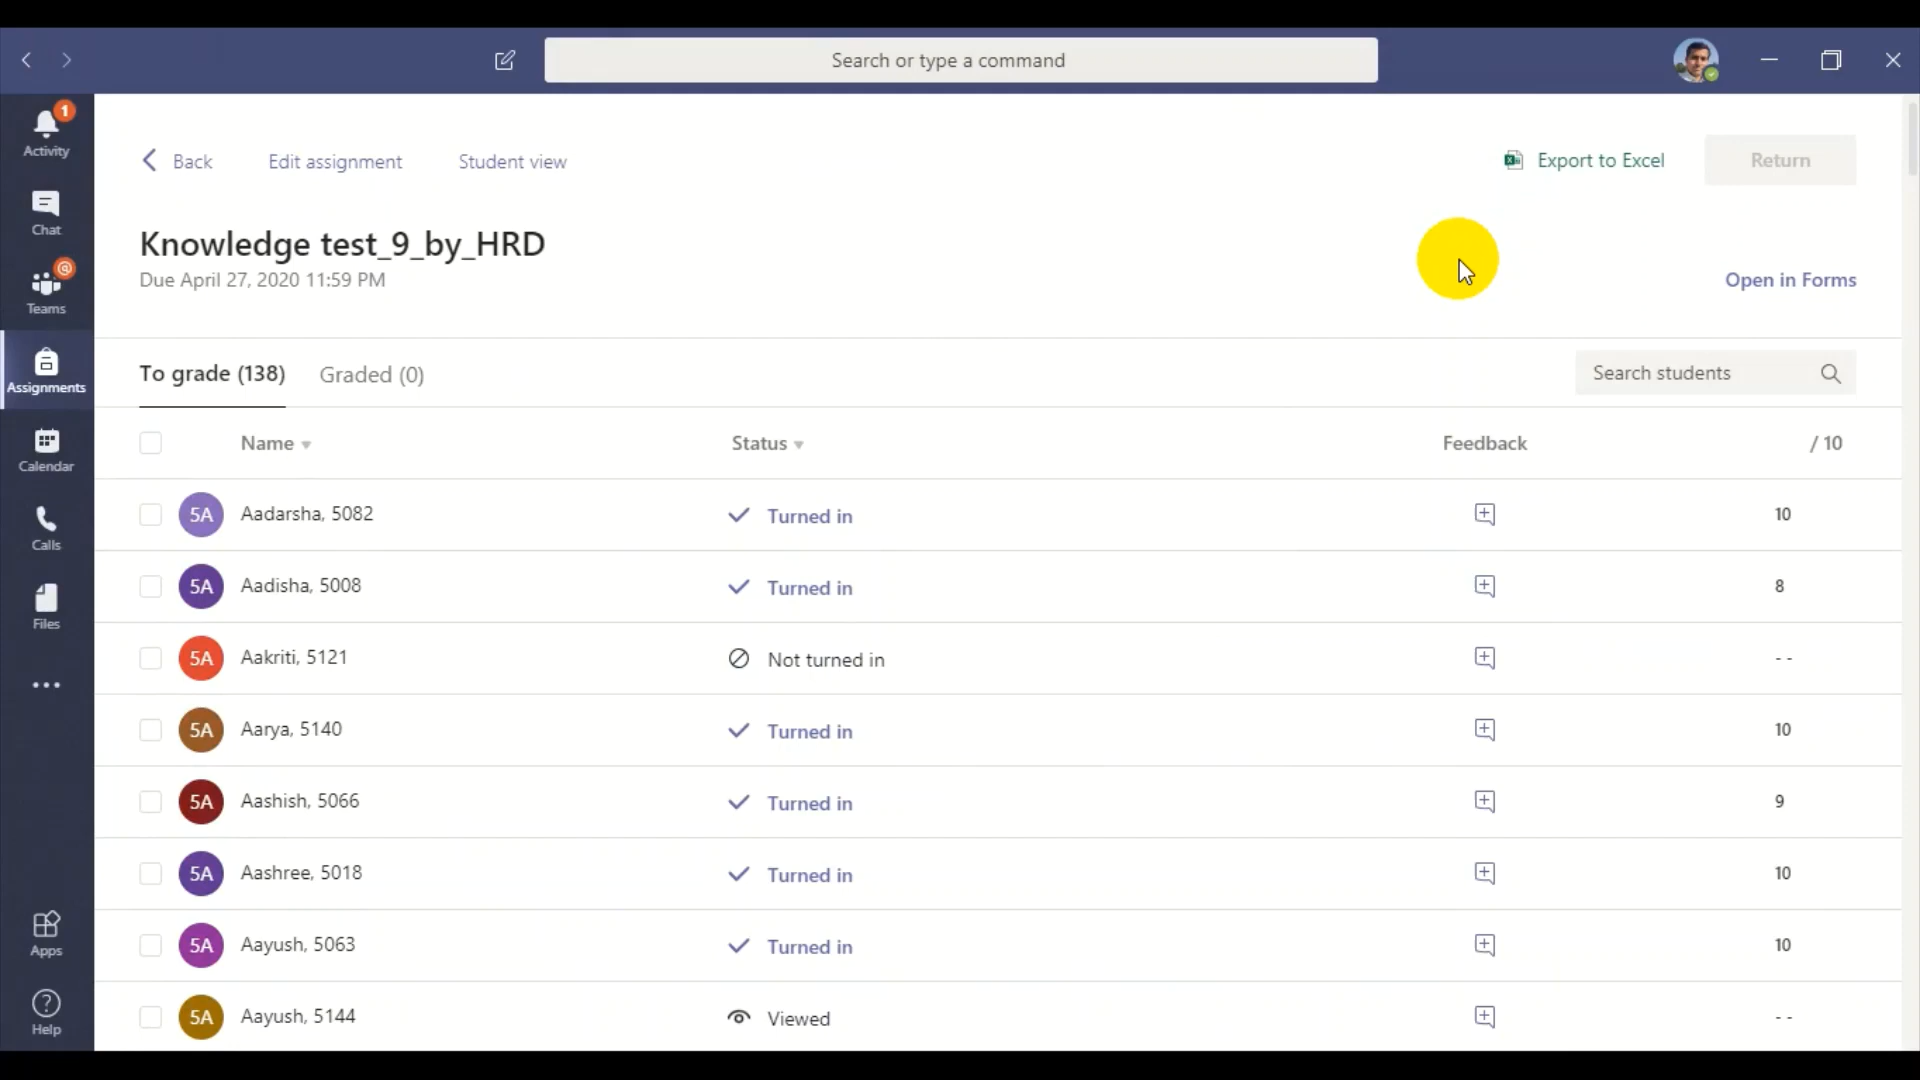 Search or type a command
1
Activity
Chat
@
Teams
Assignments
Calendar
Calls
Files
Apps
?
Help
Back Edit assignment Student view
Export to Excel Return
Knowledge test_9_by_HRD
Due April 27, 2020 11:59 PM
Open in Forms
To grade (138) Graded (0)
Search students
Name Status Feedback / 10
5A Aadarsha, 5082 Turned in 10
5A Aadisha, 5008 Turned in 8
5A Aakriti, 5121 Not turned in - -
5A Aarya, 5140 Turned in 10
5A Aashish, 5066 Turned in 9
5A Aashree, 5018 Turned in 10
5A Aayush, 5063 Turned in 10
5A Aayush, 5144 Viewed - -